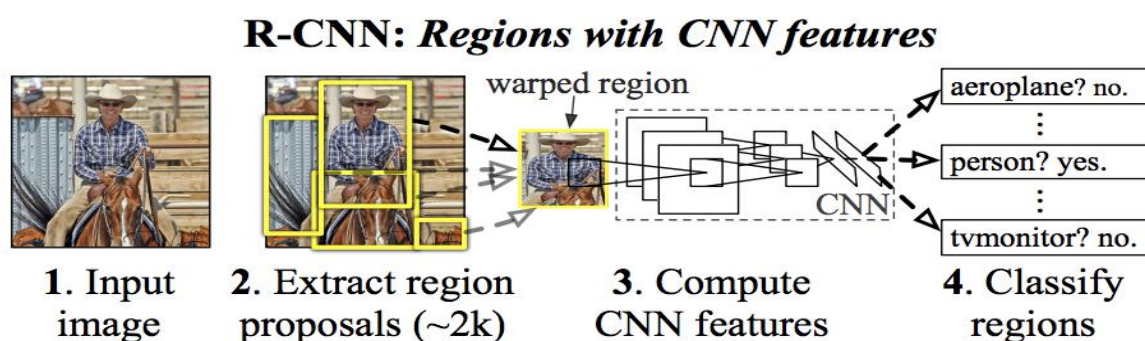 R-CNN: Regions with CNN features
warped region
aeroplane? no.
⋮
person? yes.
⋮
tvmonitor? no.
CNN
1. Input
image
2. Extract region
proposals (~2k)
3. Compute
CNN features
4. Classify
regions